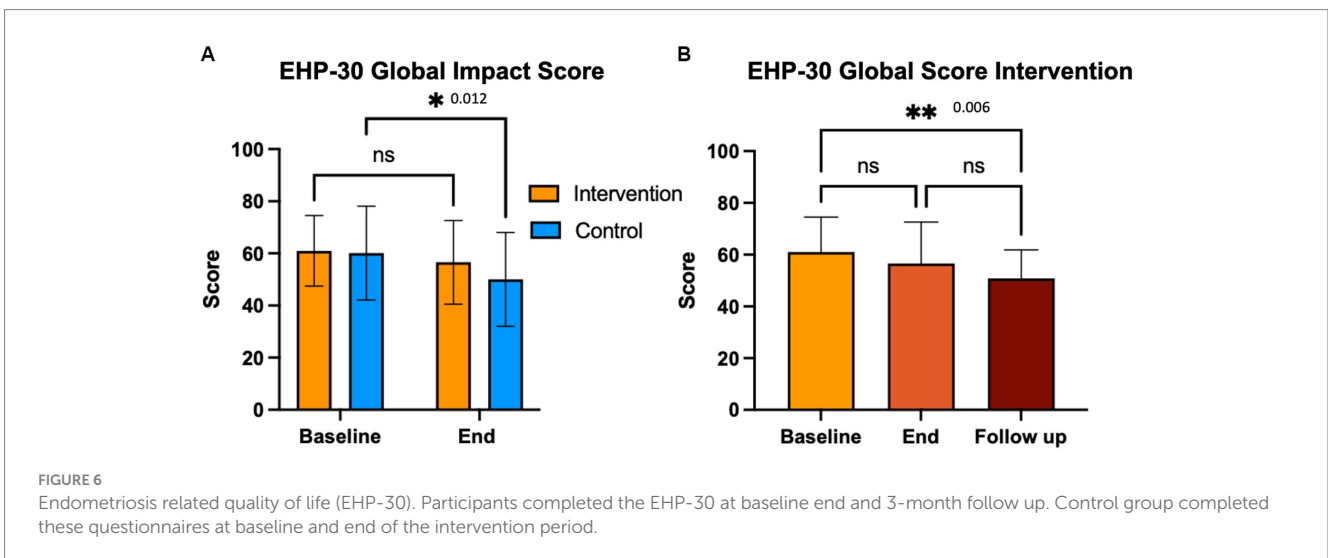 A
EHP-30 Global Impact Score
✱ 0.012
ns
100
80
60
40
20
0
Score
Baseline
End
Intervention
Control
B
EHP-30 Global Score Intervention
✱✱ 0.006
ns
ns
100
80
60
40
20
0
Score
Baseline
End
Follow up
FIGURE 6
Endometriosis related quality of life (EHP-30). Participants completed the EHP-30 at baseline end and 3-month follow up. Control group completed
these questionnaires at baseline and end of the intervention period.